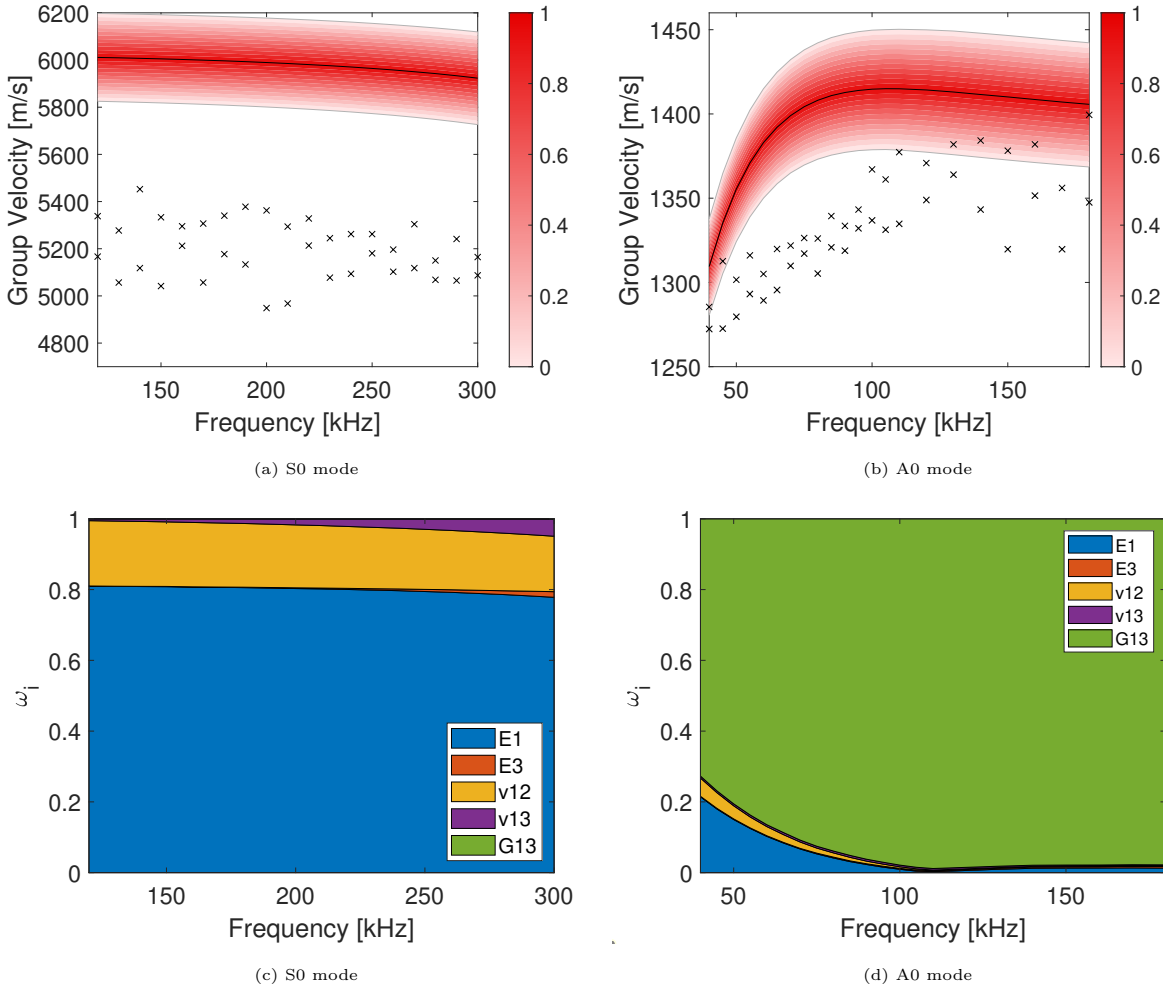 6200
6000
5800
5600
5400
5200
5000
4800
Group Velocity [m/s]
150
200
250
300
Frequency [kHz]
1
0.8
0.6
0.4
0.2
0
(a) S0 mode
1450
1400
1350
1300
1250
Group Velocity [m/s]
50
100
150
Frequency [kHz]
1
0.8
0.6
0.4
0.2
0
(b) A0 mode
1
0.8
0.6
0.4
0.2
0
ω_i
150
200
250
300
Frequency [kHz]
E1
E3
v12
v13
G13
(c) S0 mode
1
0.8
0.6
0.4
0.2
0
ω_i
50
100
150
Frequency [kHz]
E1
E3
v12
v13
G13
(d) A0 mode